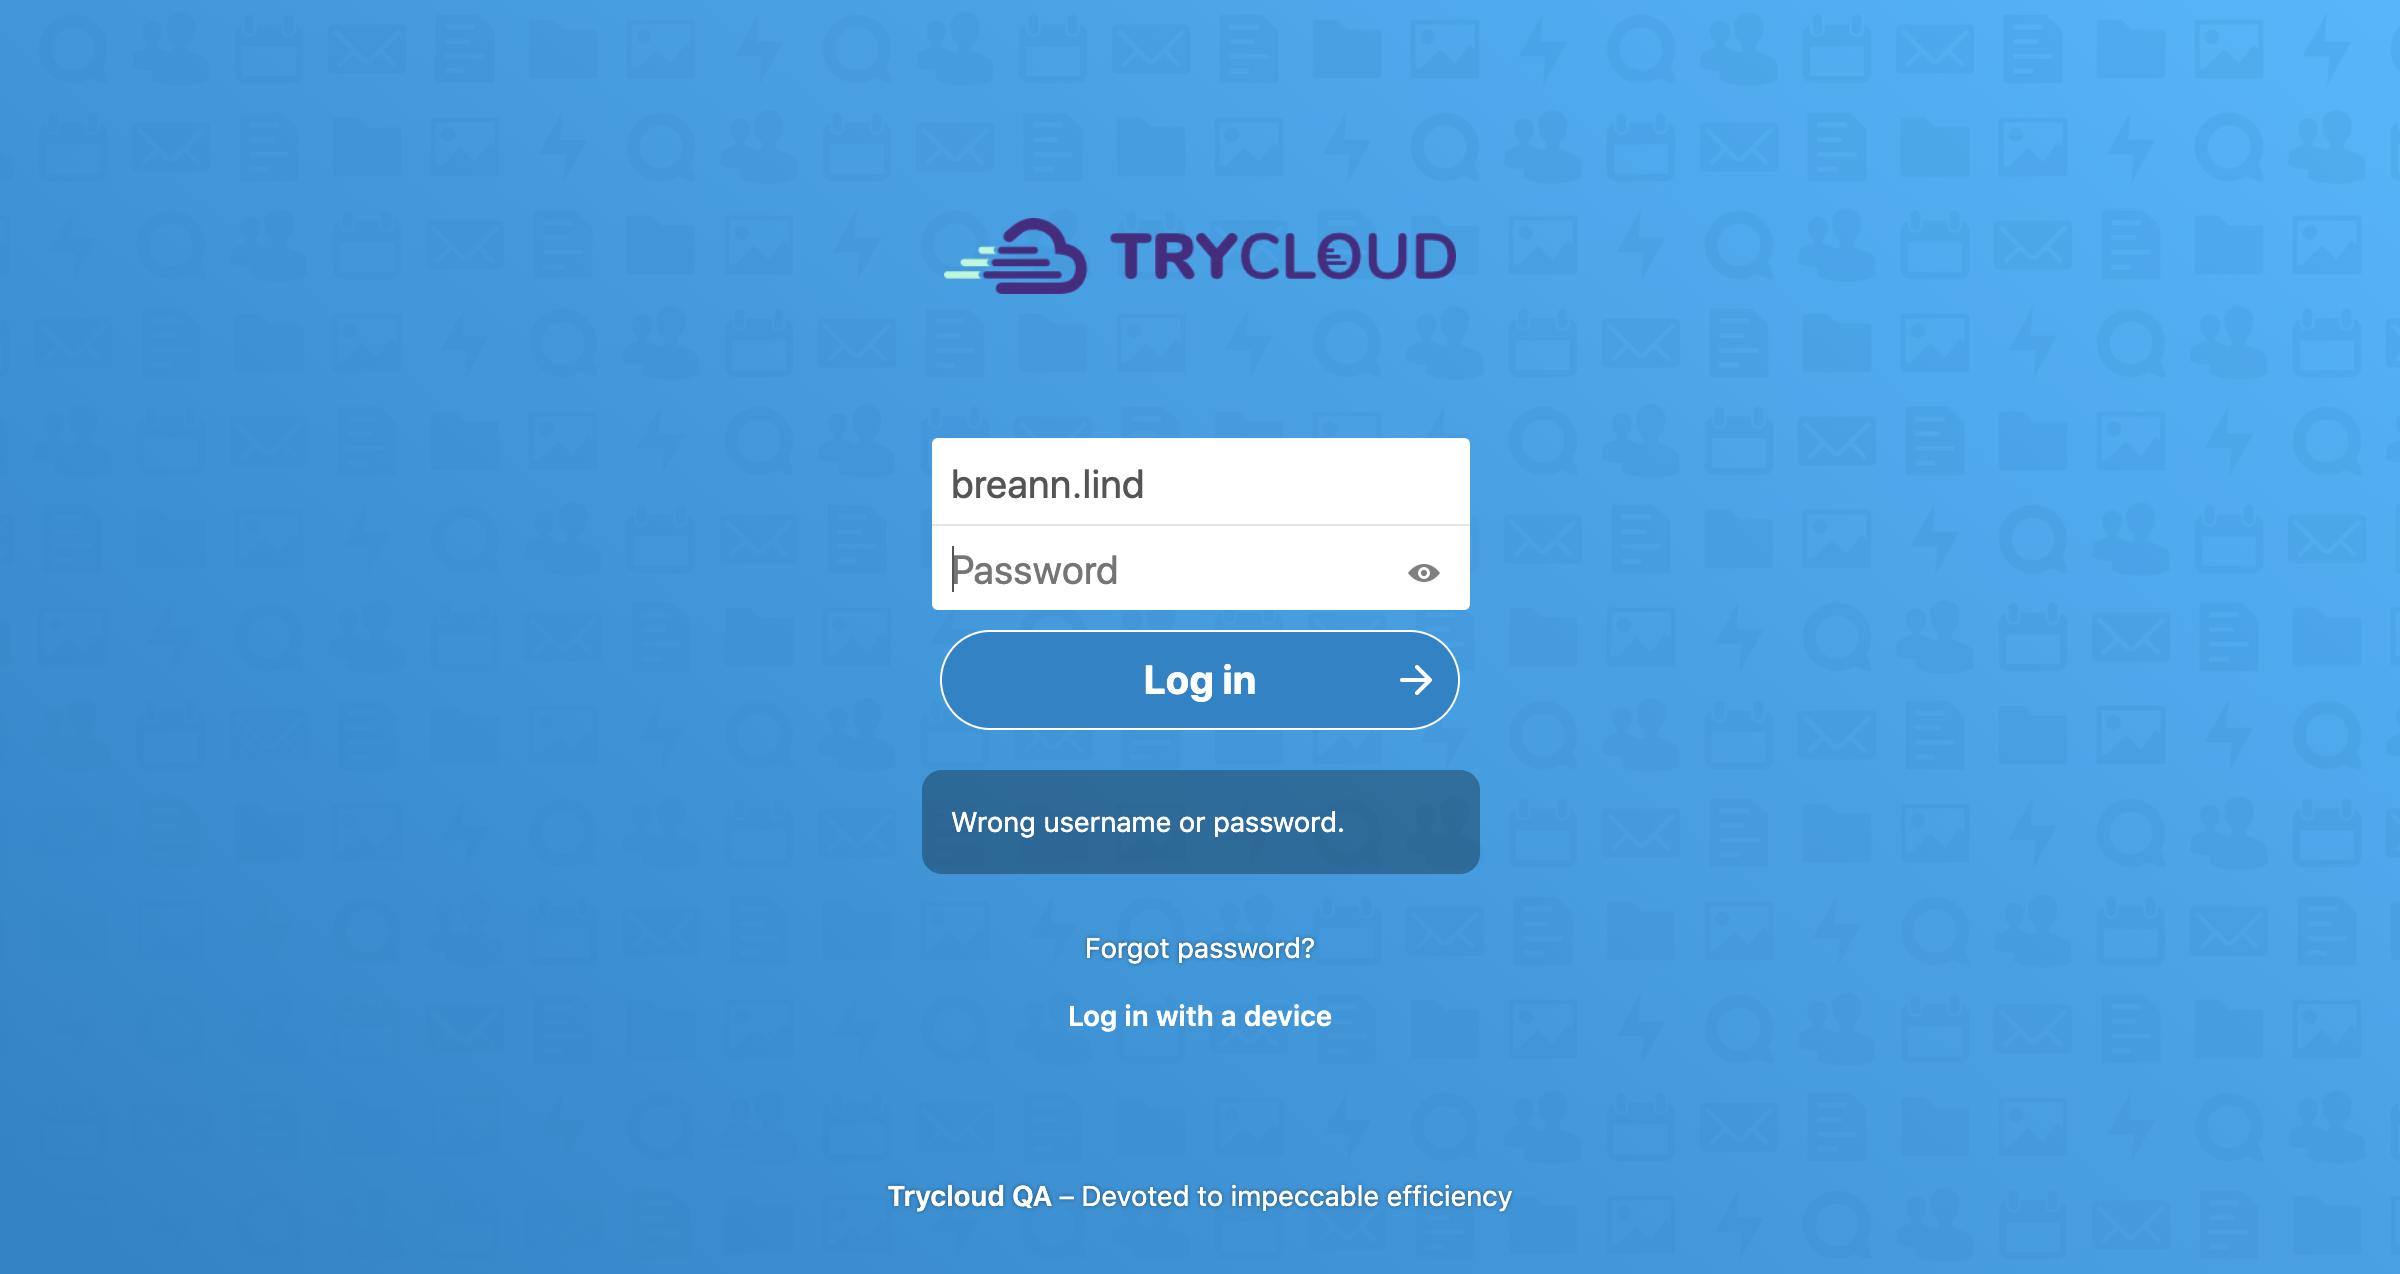 TRYCLOUD
breann.lind
Password
Log in
Wrong username or password.
Forgot password?
Log in with a device
Trycloud QA – Devoted to impeccable efficiency